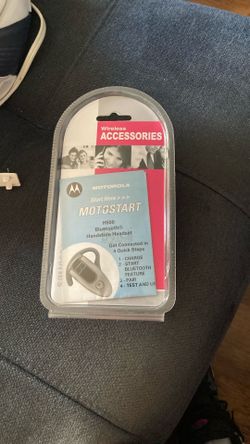 Wireless
ACCESSORIES
MOTOROLA
Start Here >>>
MOTOSTART
H500
Bluetooth®
Handsfree Headset
Get Connected in
4 Quick Steps
1 - CHARGE
2 - START
BLUETOOTH
FEATURE
3 - PAIR
4 - TEST AND